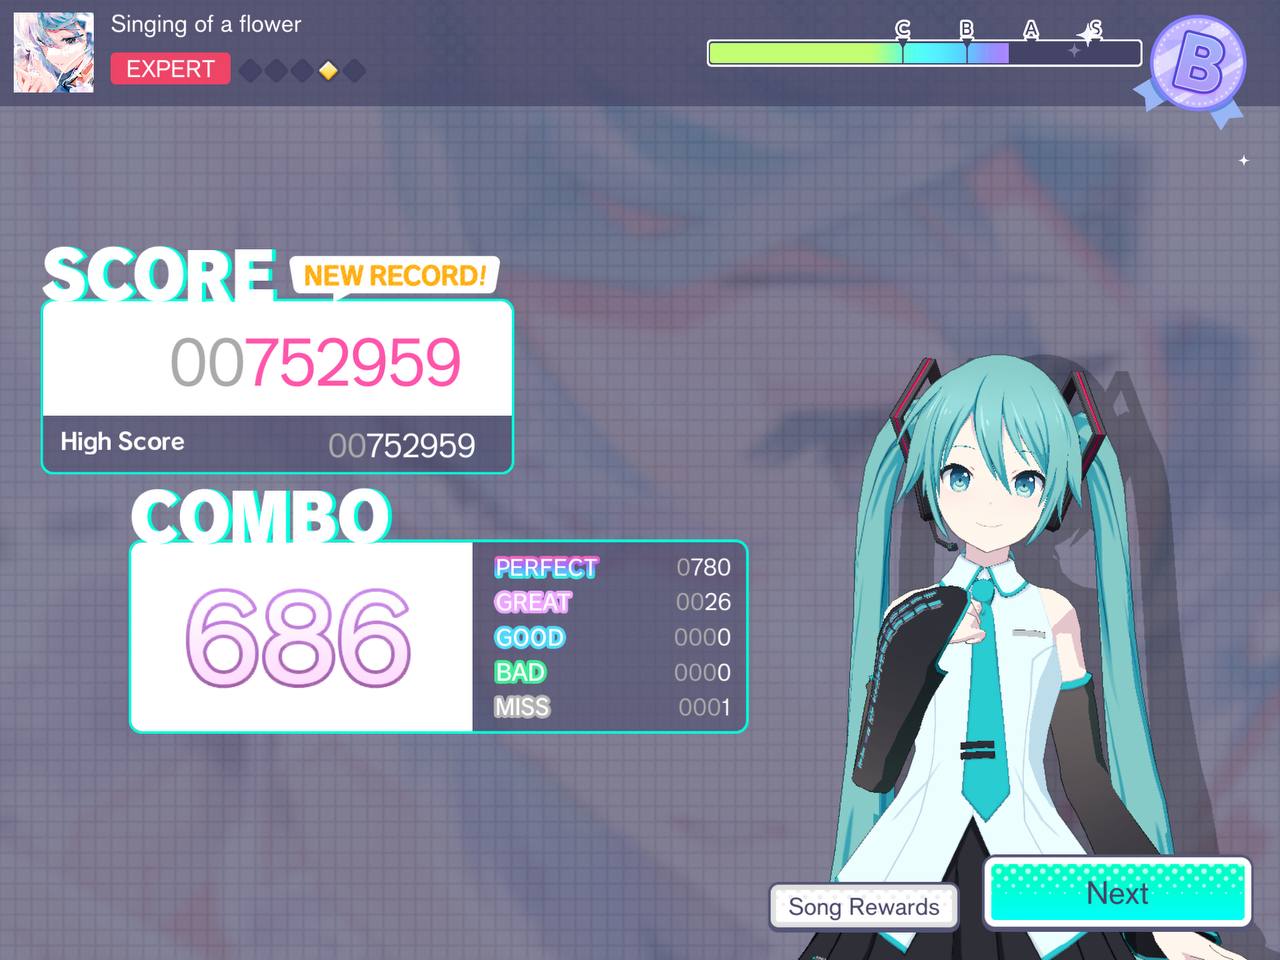 Singing of a flower
EXPERT
C B A S
B
SCORE
NEW RECORD!
00752959
High Score 00752959
COMBO
686
PERFECT 0780
GREAT 0026
GOOD 0000
BAD 0000
MISS 0001
Song Rewards
Next